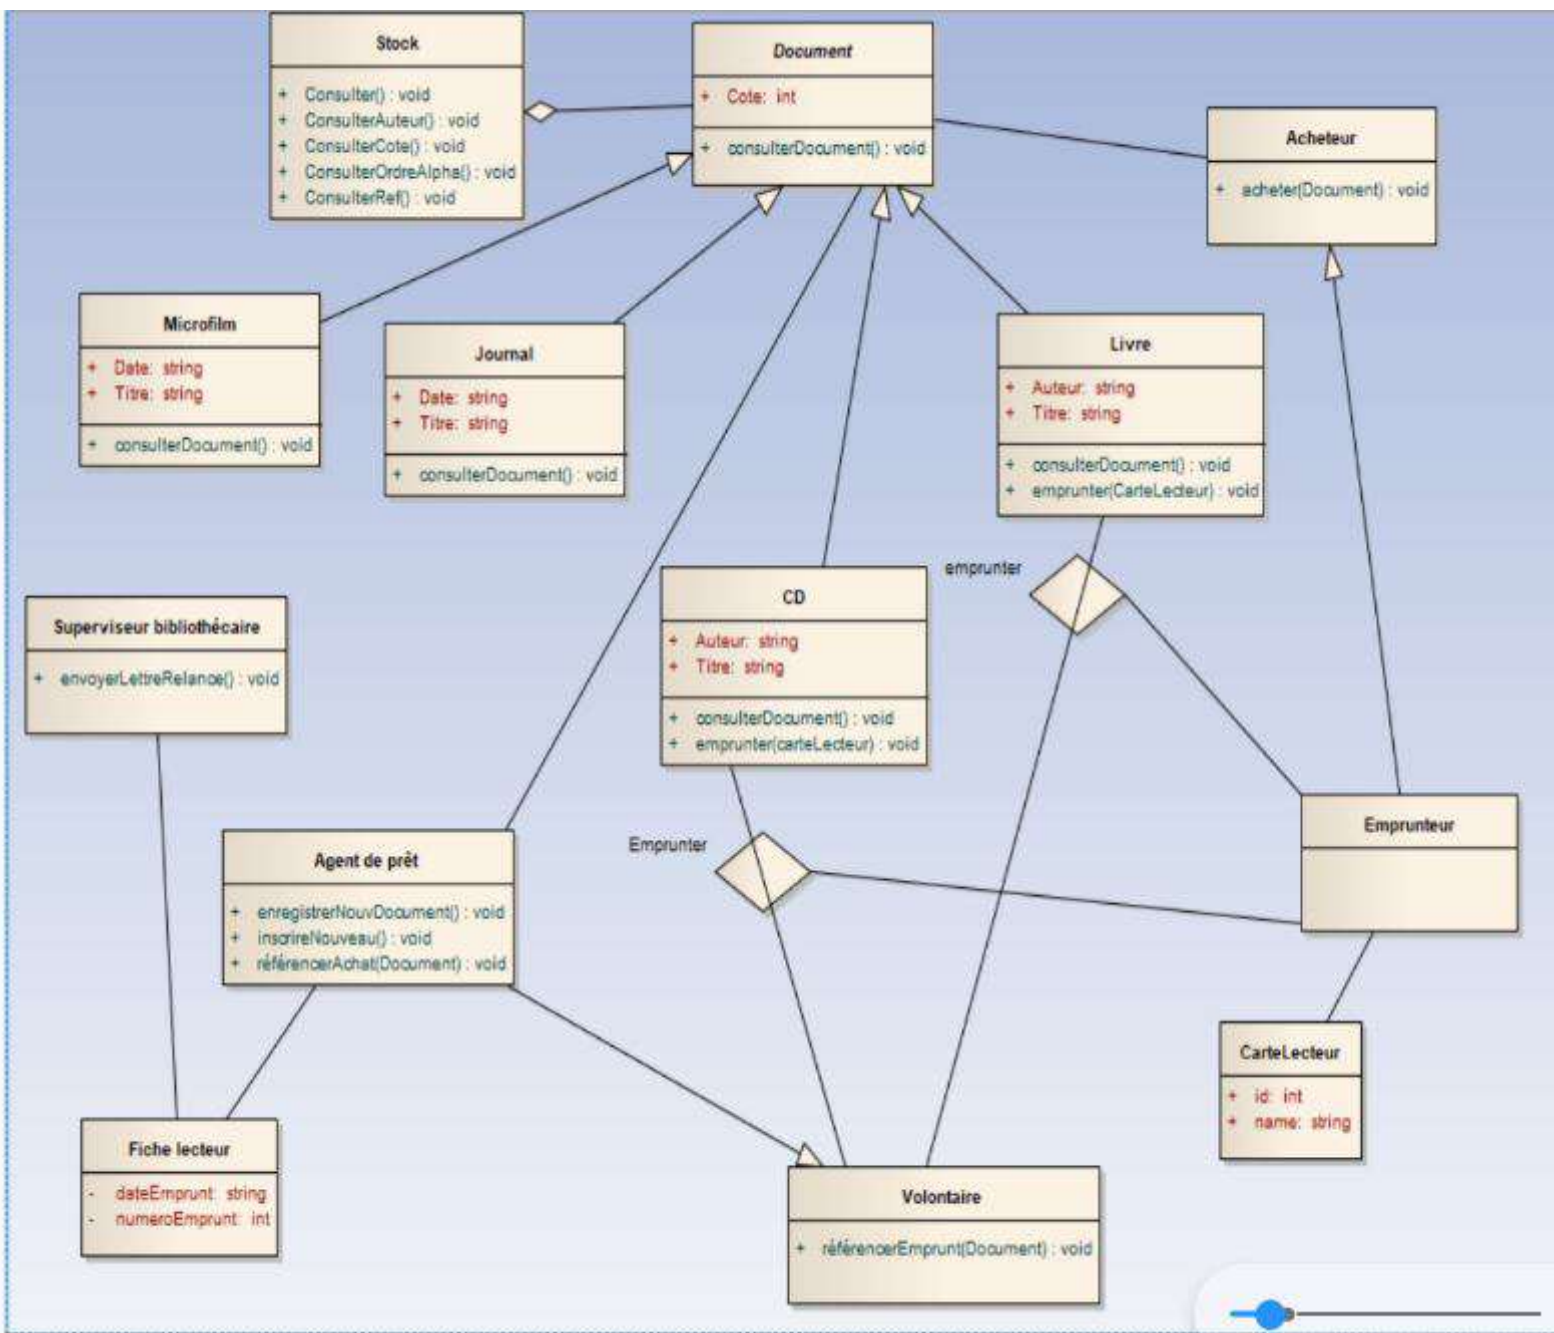 Stock
+ Consulter() : void
+ ConsulterAuteur() : void
+ ConsulterCote() : void
+ ConsulterOrdreAlpha() : void
+ ConsulterRef() : void
Document
+ Cote: int
+ consulterDocument() : void
Acheteur
+ acheter(Document) : void
Microfilm
+ Date: string
+ Titre: string
+ consulterDocument() : void
Journal
+ Date: string
+ Titre: string
+ consulterDocument() : void
Livre
+ Auteur: string
+ Titre: string
+ consulterDocument() : void
+ emprunter(CarteLecteur) : void
emprunter
CD
+ Auteur: string
+ Titre: string
+ consulterDocument() : void
+ emprunter(carteLecteur) : void
Superviseur bibliothécaire
+ envoyerLettreRelance() : void
Emprunter
Emprunteur
Agent de prêt
+ enregistrerNouvDocument() : void
+ inscrireNouveau() : void
+ référencerAchat(Document) : void
CarteLecteur
+ id: int
+ name: string
Fiche lecteur
- dateEmprunt: string
- numeroEmprunt: int
Volontaire
+ référencerEmprunt(Document) : void